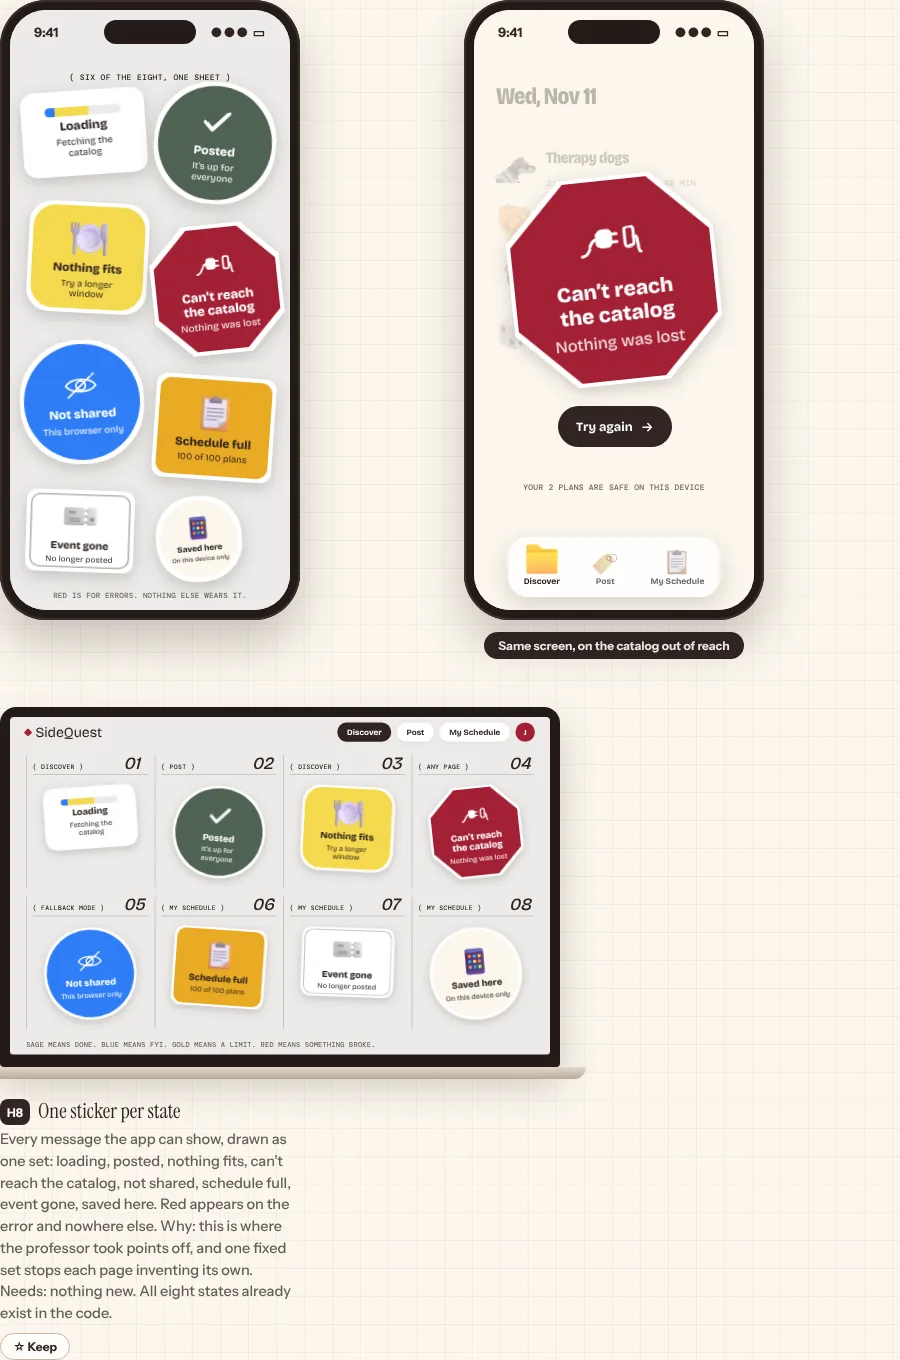 9:41
( SIX OF THE EIGHT, ONE SHEET )
Loading
Fetching the
catalog
Posted
It's up for
everyone
Nothing fits
Try a longer
window
Can't reach
the catalog
Nothing was lost
Not shared
This browser only
Schedule full
100 of 100 plans
Event gone
No longer posted
Saved here
On this device only
RED IS FOR ERRORS. NOTHING ELSE WEARS IT.
9:41
Wed, Nov 11
Therapy dogs
MIN
Can't reach
the catalog
Nothing was lost
Try again →
YOUR 2 PLANS ARE SAFE ON THIS DEVICE
Discover
Post
My Schedule
Same screen, on the catalog out of reach
SideQuest
Discover
Post
My Schedule
J
( DISCOVER ) 01
( POST ) 02
( DISCOVER ) 03
( ANY PAGE ) 04
Loading
Fetching the
catalog
Posted
It's up for
everyone
Nothing fits
Try a longer
window
Can't reach
the catalog
Nothing was lost
( FALLBACK MODE ) 05
( MY SCHEDULE ) 06
( MY SCHEDULE ) 07
( MY SCHEDULE ) 08
Not shared
This browser only
Schedule full
100 of 100 plans
Event gone
No longer posted
Saved here
On this device only
SAGE MEANS DONE. BLUE MEANS FYI. GOLD MEANS A LIMIT. RED MEANS SOMETHING BROKE.
H8 One sticker per state
Every message the app can show, drawn as
one set: loading, posted, nothing fits, can't
reach the catalog, not shared, schedule full,
event gone, saved here. Red appears on the
error and nowhere else. Why: this is where
the professor took points off, and one fixed
set stops each page inventing its own.
Needs: nothing new. All eight states already
exist in the code.
☆ Keep